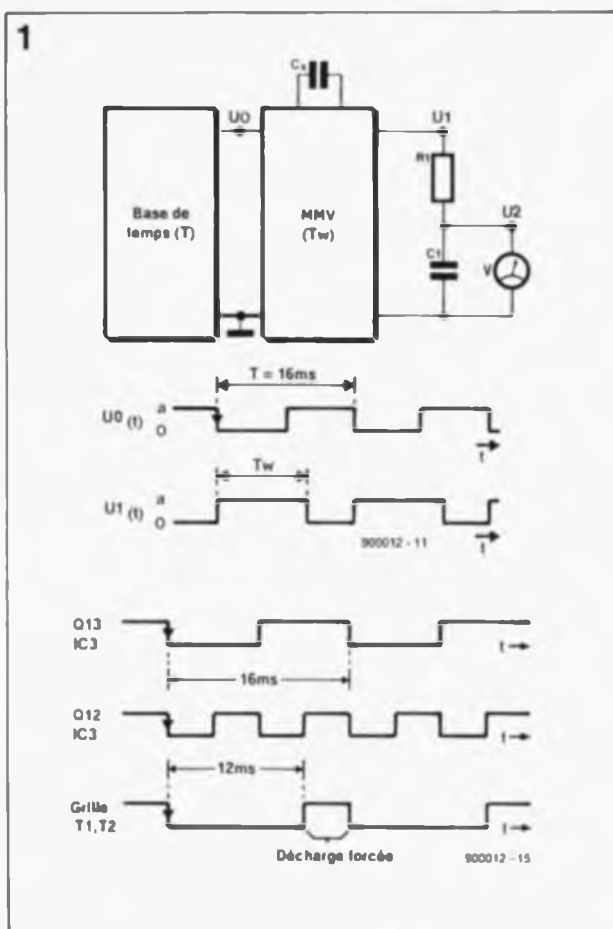 1
Cx
U0
U1
R1
Base de
temps (T)
MMV
(Tw)
U2
C1
V
T = 16ms
U0 (t)
a
0
t
Tw
U1 (t)
a
0
t
900012 - 11
Q13
IC3
t
16ms
Q12
IC3
t
12ms
Grille
T1,T2
t
Décharge forcée
900012 - 15